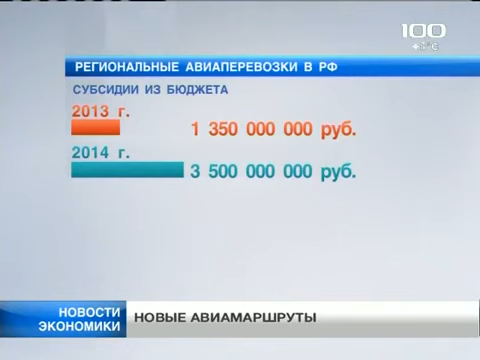 100
РЕГИОНАЛЬНЫЕ АВИАПЕРЕВОЗКИ В РФ
СУБСИДИИ ИЗ БЮДЖЕТА
2013 г.
1 350 000 000 руб.
2014 г.
3 500 000 000 руб.
НОВОСТИ
ЭКОНОМИКИ
НОВЫЕ АВИАМАРШРУТЫ